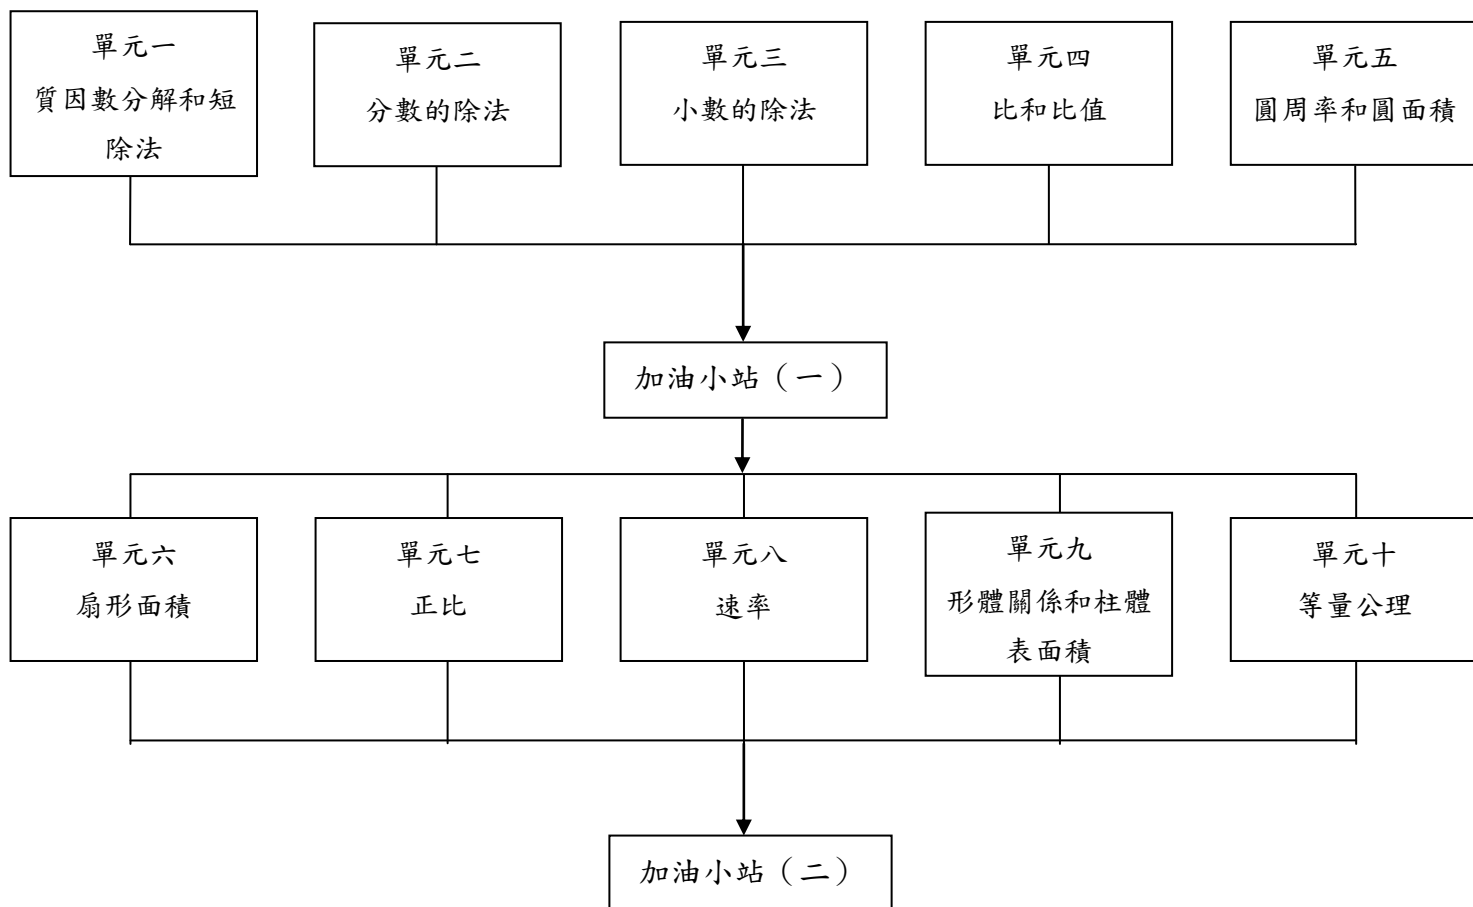 單元一
質因數分解和短
除法
單元二
分數的除法
單元三
小數的除法
單元四
比和比值
單元五
圓周率和圓面積
加油小站（一）
單元六
扇形面積
單元七
正比
單元八
速率
單元九
形體關係和柱體
表面積
單元十
等量公理
加油小站（二）